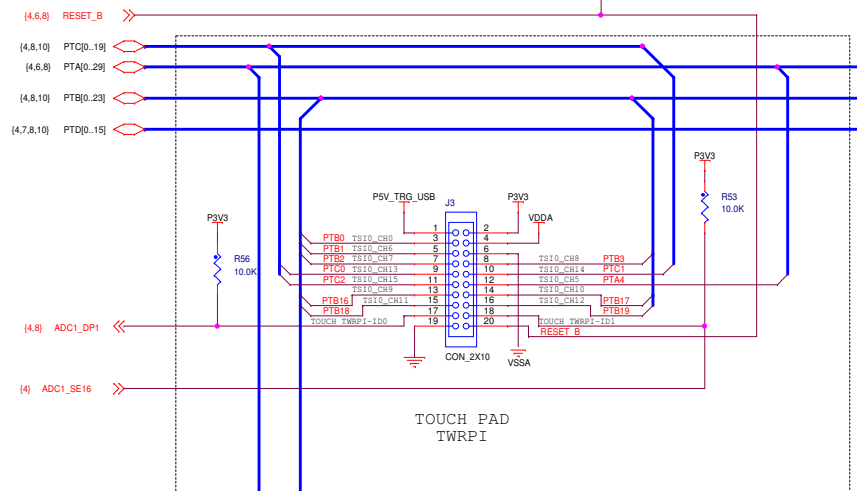 {4,6,8} RESET_B
{4,8,10} PTC[0..19]
{4,6,8} PTA[0..29]
{4,8,10} PTB[0..23]
{4,7,8,10} PTD[0..15]
P3V3
R53
10.0K
P5V_TRG_USB
J3
P3V3
VDDA
P3V3
R56
10.0K
1 2
PTB0 TSI0_CH0 3 4
PTB1 TSI0_CH6 5 6
PTB2 TSI0_CH7 7 8 TSI0_CH8 PTB3
PTC0 TSI0_CH13 9 10 TSI0_CH14 PTC1
PTC2 TSI0_CH15 11 12 TSI0_CH5 PTA4
TSI0_CH9 13 14 TSI0_CH10
PTB16 TSI0_CH11 15 16 TSI0_CH12 PTB17
PTB18 17 18 PTB19
TOUCH TWRPI-ID0 19 20 TOUCH TWRPI-ID1
RESET_B
{4,8} ADC1_DP1
CON_2X10
VSSA
{4} ADC1_SE16
TOUCH PAD
TWRPI